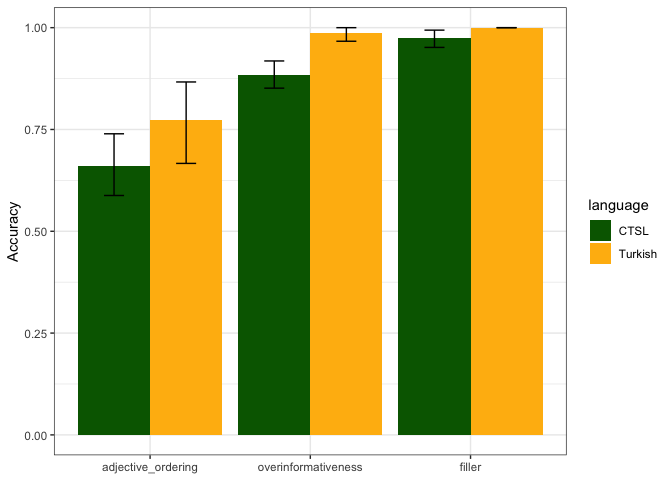 1.00
0.75
0.50
0.25
0.00
Accuracy
adjective_ordering
overinformativeness
filler
language
CTSL
Turkish